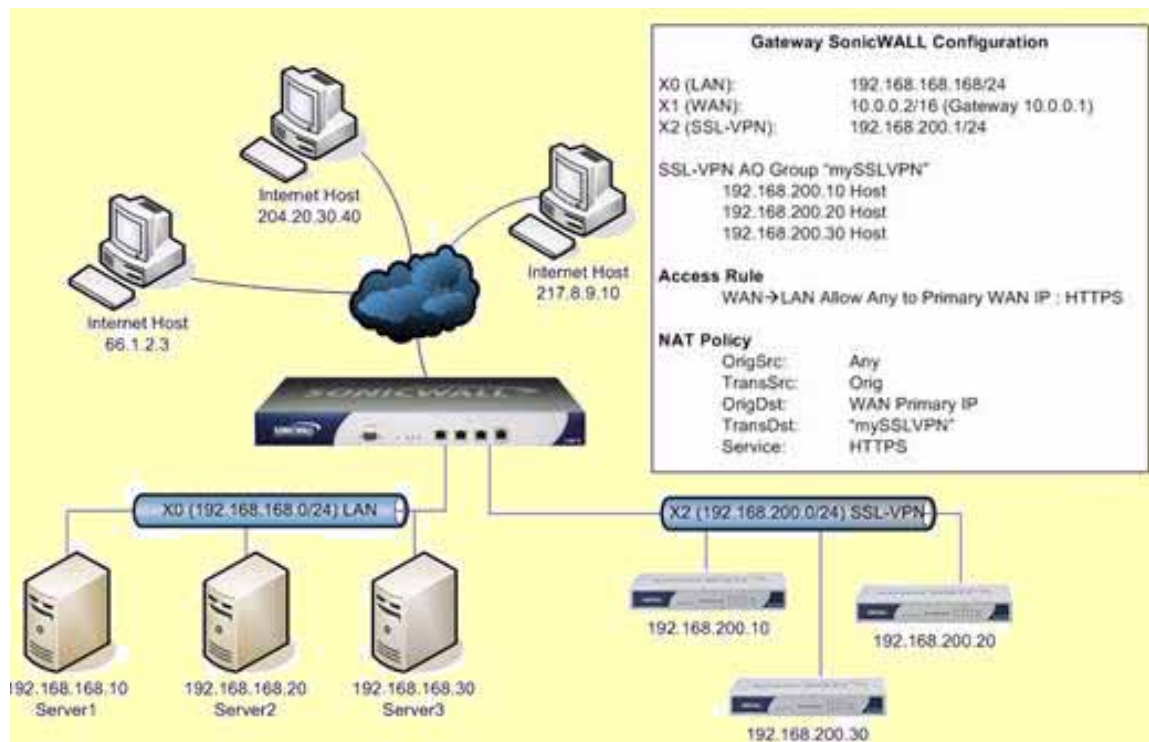 Gateway SonicWALL Configuration
X0 (LAN): 192.168.168.168/24
X1 (WAN): 10.0.0.2/16 (Gateway 10.0.0.1)
X2 (SSL-VPN): 192.168.200.1/24
SSL-VPN AO Group "mySSLVPN"
192.168.200.10 Host
192.168.200.20 Host
192.168.200.30 Host
Access Rule
WAN→LAN Allow Any to Primary WAN IP : HTTPS
NAT Policy
OrigSrc: Any
TransSrc: Orig
OrigDst: WAN Primary IP
TransDst: "mySSLVPN"
Service: HTTPS
Internet Host
204.20.30.40
Internet Host
217.8.9.10
Internet Host
66.1.2.3
SONICWALL
X0 (192.168.168.0/24) LAN
X2 (192.168.200.0/24) SSL-VPN
192.168.200.10
192.168.200.20
192.168.200.30
192.168.168.10
Server1
192.168.168.20
Server2
192.168.168.30
Server3